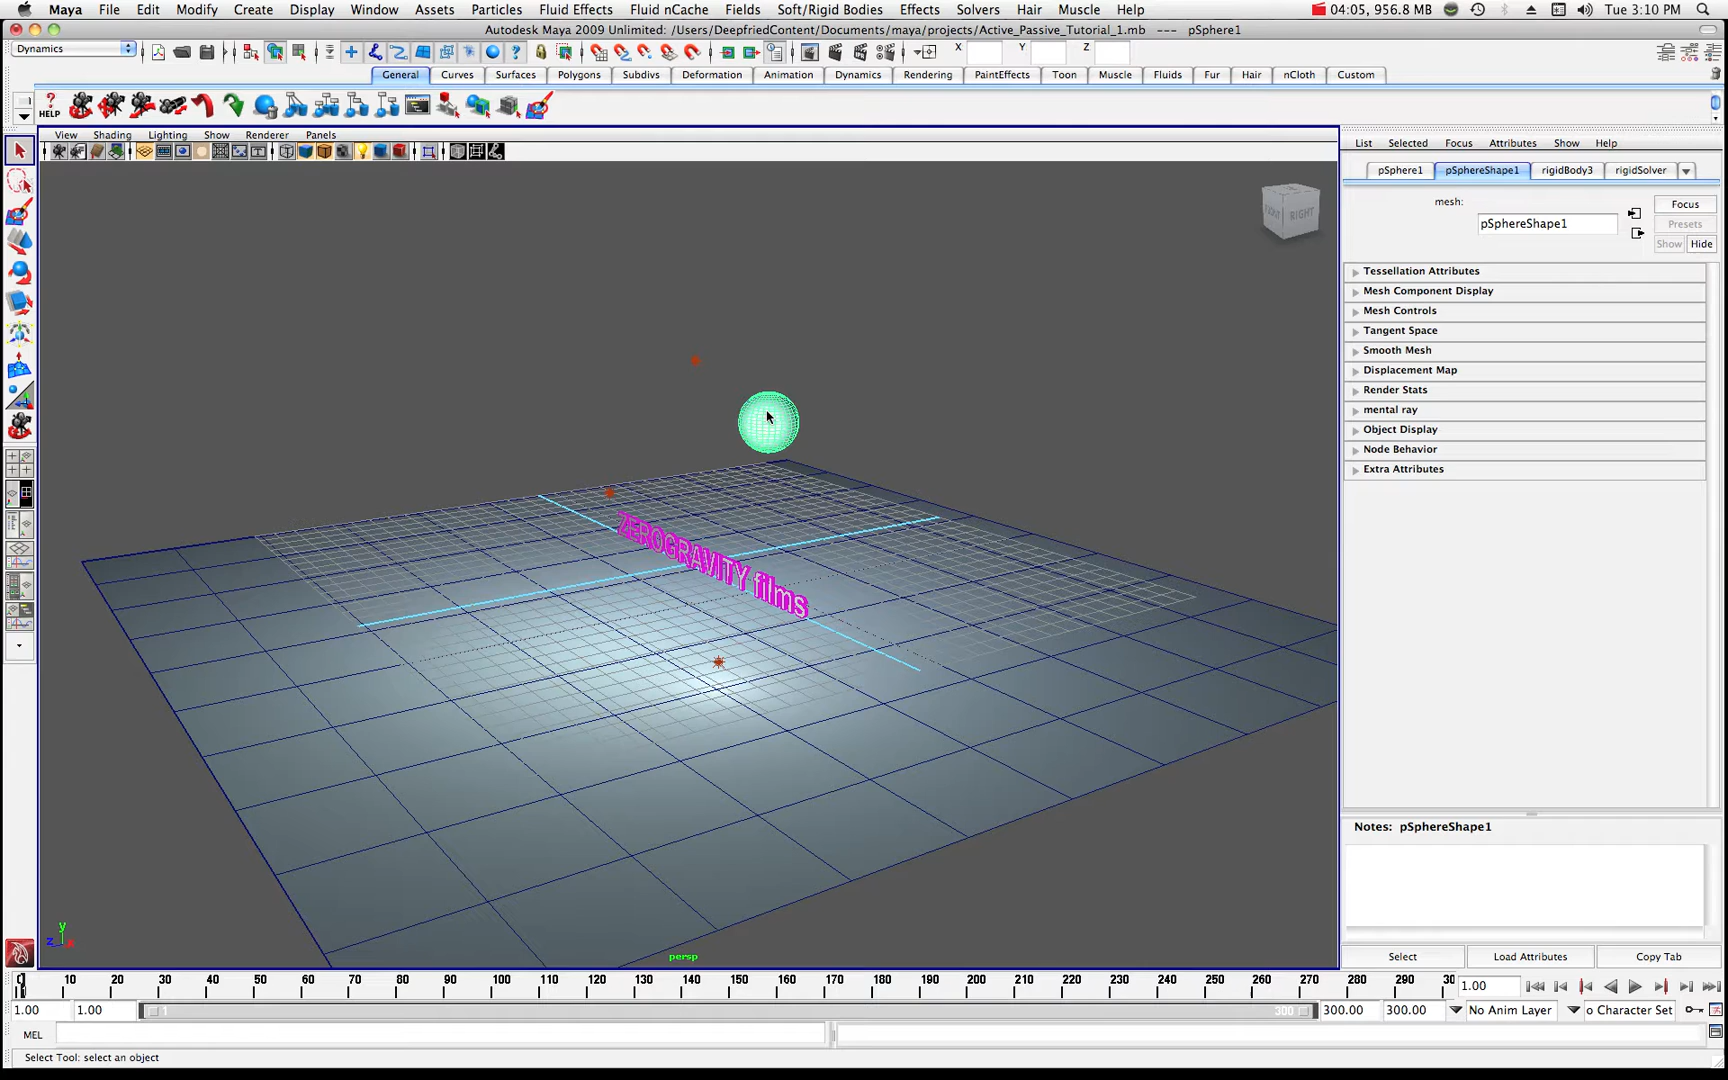 Maya File Edit Modify Create Display Window Assets Particles Fluid Effects Fluid nCache Fields Soft/Rigid Bodies Effects Solvers Hair Muscle Help 04:05, 956.8 MB Tue 3:10 PM
Autodesk Maya 2009 Unlimited: /Users/DeepfriedContent/Documents/maya/projects/Active_Passive_Tutorial_1.mb --- pSphere1
Dynamics X Y Z
General Curves Surfaces Polygons Subdivs Deformation Animation Dynamics Rendering PaintEffects Toon Muscle Fluids Fur Hair nCloth Custom
HELP
View Shading Lighting Show Renderer Panels
List Selected Focus Attributes Show Help
pSphere1 pSphereShape1 rigidBody3 rigidSolver
mesh: pSphereShape1
Focus
Presets
Show Hide
Tessellation Attributes
Mesh Component Display
Mesh Controls
Tangent Space
Smooth Mesh
Displacement Map
Render Stats
mental ray
Object Display
Node Behavior
Extra Attributes
RIGHT
ZEROGRAVITY films
y
z x
persp
Notes: pSphereShape1
Select Load Attributes Copy Tab
10 20 30 40 50 60 70 80 90 100 110 120 130 140 150 160 170 180 190 200 210 220 230 240 250 260 270 280 290 30 1.00
1.00 1.00 1 300 300.00 300.00 No Anim Layer o Character Set
MEL
Select Tool: select an object